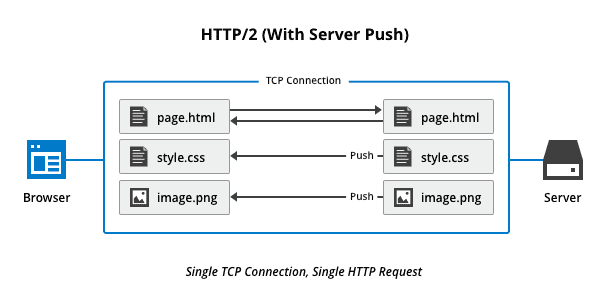 HTTP/2 (With Server Push)
TCP Connection
page.html page.html
style.css Push style.css
image.png Push image.png
Browser Server
Single TCP Connection, Single HTTP Request